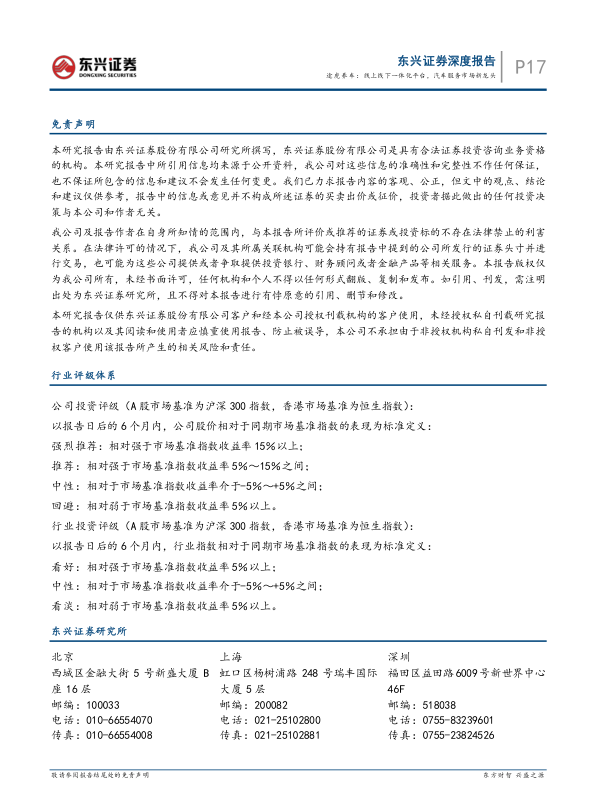 东兴证券
DONGXING SECURITIES
东兴证券深度报告
途虎养车：线上线下一体化平台，汽车服务市场新龙头
P17
免责声明
本研究报告由东兴证券股份有限公司研究所撰写，东兴证券股份有限公司是具有合法证券投资咨询业务资格
的机构。本研究报告中所引用信息均来源于公开资料，我公司对这些信息的准确性和完整性不作任何保证，
也不保证所包含的信息和建议不会发生任何变更。我们已力求报告内容的客观、公正，但文中的观点、结论
和建议仅供参考，报告中的信息或意见并不构成所述证券的买卖出价或征价，投资者据此做出的任何投资决
策与本公司和作者无关。
我公司及报告作者在自身所知情的范围内，与本报告所评价或推荐的证券或投资标的不存在法律禁止的利害
关系。在法律许可的情况下，我公司及其所属关联机构可能会持有报告中提到的公司所发行的证券头寸并进
行交易，也可能为这些公司提供或者争取提供投资银行、财务顾问或者金融产品等相关服务。本报告版权仅
为我公司所有，未经书面许可，任何机构和个人不得以任何形式翻版、复制和发布。如引用、刊发，需注明
出处为东兴证券研究所，且不得对本报告进行有悖原意的引用、删节和修改。
本研究报告仅供东兴证券股份有限公司客户和经本公司授权刊载机构的客户使用，未经授权私自刊载研究报
告的机构以及其阅读和使用者应慎重使用报告、防止被误导，本公司不承担由于非授权机构私自刊发和非授
权客户使用该报告所产生的相关风险和责任。
行业评级体系
公司投资评级（A 股市场基准为沪深 300 指数，香港市场基准为恒生指数）：
以报告日后的 6 个月内，公司股价相对于同期市场基准指数的表现为标准定义：
强烈推荐：相对强于市场基准指数收益率 15％以上；
推荐：相对强于市场基准指数收益率 5％～15％之间；
中性：相对于市场基准指数收益率介于-5％～+5％之间；
回避：相对弱于市场基准指数收益率 5％以上。
行业投资评级（A 股市场基准为沪深 300 指数，香港市场基准为恒生指数）：
以报告日后的 6 个月内，行业指数相对于同期市场基准指数的表现为标准定义：
看好：相对强于市场基准指数收益率 5％以上；
中性：相对于市场基准指数收益率介于-5％～+5％之间；
看淡：相对弱于市场基准指数收益率 5％以上。
东兴证券研究所
北京
西城区金融大街 5 号新盛大厦 B
座 16 层
邮编：100033
电话：010-66554070
传真：010-66554008
上海
虹口区杨树浦路 248 号瑞丰国际
大厦 5 层
邮编：200082
电话：021-25102800
传真：021-25102881
深圳
福田区益田路6009号新世界中心
46F
邮编：518038
电话：0755-83239601
传真：0755-23824526
敬请参阅报告结尾处的免责声明
东方财智 兴盛之源